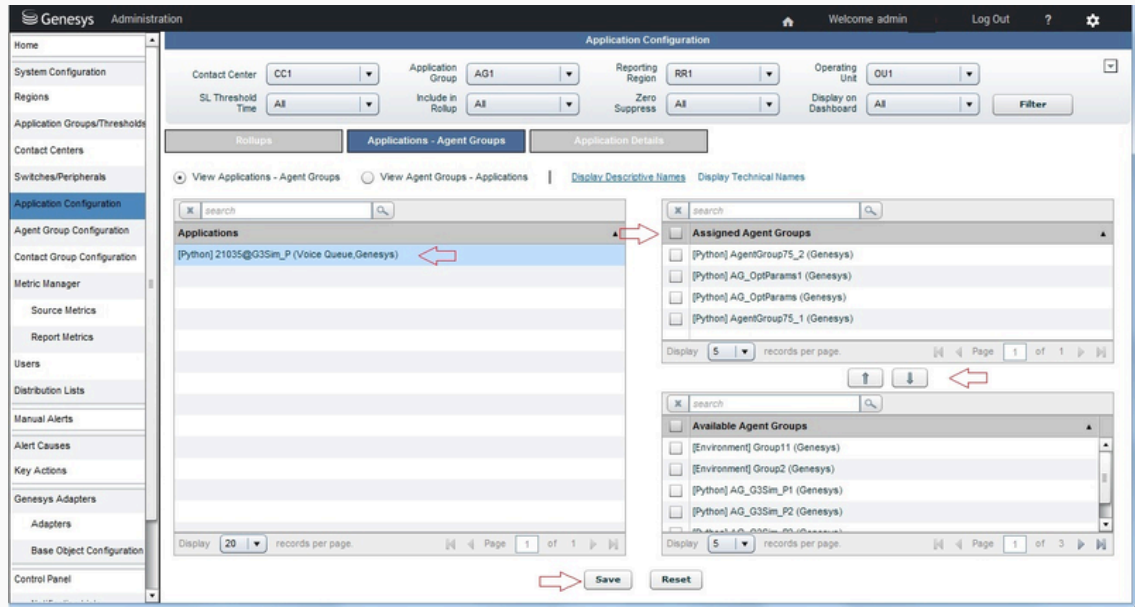 Genesys Administration Welcome admin Log Out ?
Home
System Configuration
Regions
Application Groups/Thresholds
Contact Centers
Switches/Peripherals
Application Configuration
Agent Group Configuration
Contact Group Configuration
Metric Manager
Source Metrics
Report Metrics
Users
Distribution Lists
Manual Alerts
Alert Causes
Key Actions
Genesys Adapters
Adapters
Base Object Configuration
Control Panel
Application Configuration
Contact Center CC1 Application Group AG1 Reporting Region RR1 Operating Unit OU1
SL Threshold Time All Include in Rollup All Zero Suppress All Display on Dashboard All Filter
Rollups Applications - Agent Groups Application Details
View Applications - Agent Groups View Agent Groups - Applications | Display Descriptive Names Display Technical Names
search
Applications
[Python] 21035@G3Sim_P (Voice Queue,Genesys)
Display 20 records per page. Page 1 of 1
search
Assigned Agent Groups
[Python] AgentGroup75_2 (Genesys)
[Python] AG_OptParams1 (Genesys)
[Python] AG_OptParams (Genesys)
[Python] AgentGroup75_1 (Genesys)
Display 5 records per page. Page 1 of 1
search
Available Agent Groups
[Environment] Group11 (Genesys)
[Environment] Group2 (Genesys)
[Python] AG_G3Sim_P1 (Genesys)
[Python] AG_G3Sim_P2 (Genesys)
Display 5 records per page. Page 1 of 3
Save Reset